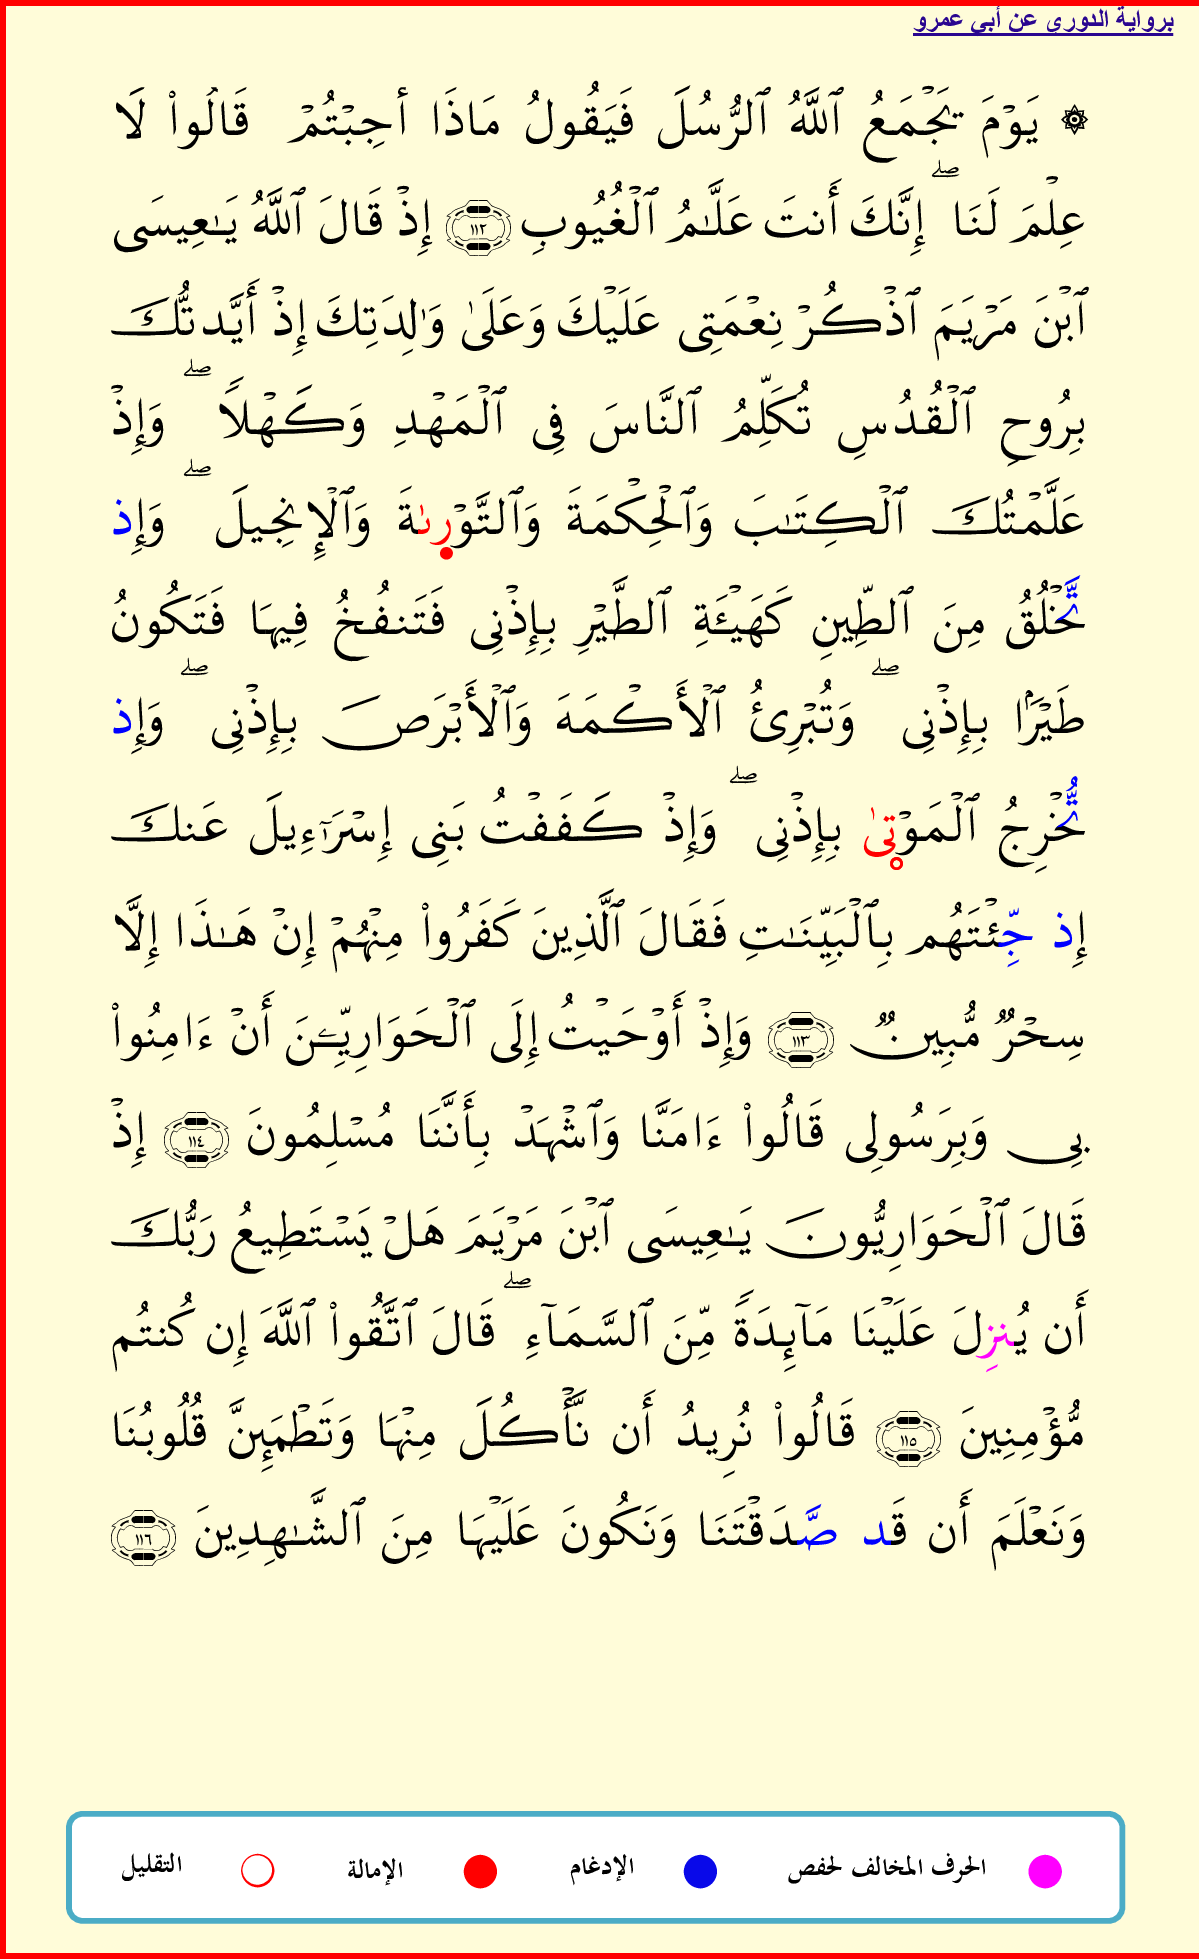 برواية الدوري عن أبي عمرو
۞ يَوْمَ يَجْمَعُ ٱللَّهُ ٱلرُّسُلَ فَيَقُولُ مَاذَا أُجِبْتُمْ قَالُوا۟ لَا
عِلْمَ لَنَا ۖ إِنَّكَ أَنتَ عَلَّـٰمُ ٱلْغُيُوبِ ١١٢ إِذْ قَالَ ٱللَّهُ يَـٰعِيسَى
ٱبْنَ مَرْيَمَ ٱذْكُرْ نِعْمَتِى عَلَيْكَ وَعَلَىٰ وَٰلِدَتِكَ إِذْ أَيَّدتُّكَ
بِرُوحِ ٱلْقُدُسِ تُكَلِّمُ ٱلنَّاسَ فِى ٱلْمَهْدِ وَكَهْلًا ۖ وَإِذْ
عَلَّمْتُكَ ٱلْكِتَـٰبَ وَٱلْحِكْمَةَ وَٱلتَّوْرِىٰةَ وَٱلْإِنجِيلَ ۖ وَإِذ
تَّخْلُقُ مِنَ ٱلطِّينِ كَهَيْـَٔةِ ٱلطَّيْرِ بِإِذْنِى فَتَنفُخُ فِيهَا فَتَكُونُ
طَيْرًۢا بِإِذْنِى ۖ وَتُبْرِئُ ٱلْأَكْمَهَ وَٱلْأَبْرَصَ بِإِذْنِى ۖ وَإِذ
تُّخْرِجُ ٱلْمَوْتِىٰ بِإِذْنِى ۖ وَإِذْ كَفَفْتُ بَنِى إِسْرَٰٓءِيلَ عَنكَ
إِذ جِّئْتَهُم بِٱلْبَيِّنَـٰتِ فَقَالَ ٱلَّذِينَ كَفَرُوا۟ مِنْهُمْ إِنْ هَـٰذَا إِلَّا
سِحْرٌ مُّبِينٌ ١١٣ وَإِذْ أَوْحَيْتُ إِلَى ٱلْحَوَارِيِّـۧنَ أَنْ ءَامِنُوا۟
بِى وَبِرَسُولِى قَالُوا۟ ءَامَنَّا وَٱشْهَدْ بِأَنَّنَا مُسْلِمُونَ ١١٤ إِذْ
قَالَ ٱلْحَوَارِيُّونَ يَـٰعِيسَى ٱبْنَ مَرْيَمَ هَلْ يَسْتَطِيعُ رَبُّكَ
أَن يُنزِلَ عَلَيْنَا مَآئِدَةً مِّنَ ٱلسَّمَآءِ ۖ قَالَ ٱتَّقُوا۟ ٱللَّهَ إِن كُنتُم
مُّؤْمِنِينَ ١١٥ قَالُوا۟ نُرِيدُ أَن نَّأْكُلَ مِنْهَا وَتَطْمَئِنَّ قُلُوبُنَا
وَنَعْلَمَ أَن قَد صَّدَقْتَنَا وَنَكُونَ عَلَيْهَا مِنَ ٱلشَّـٰهِدِينَ ١١٦
الحرف المخالف لحفص الإدغام الإمالة التقليل